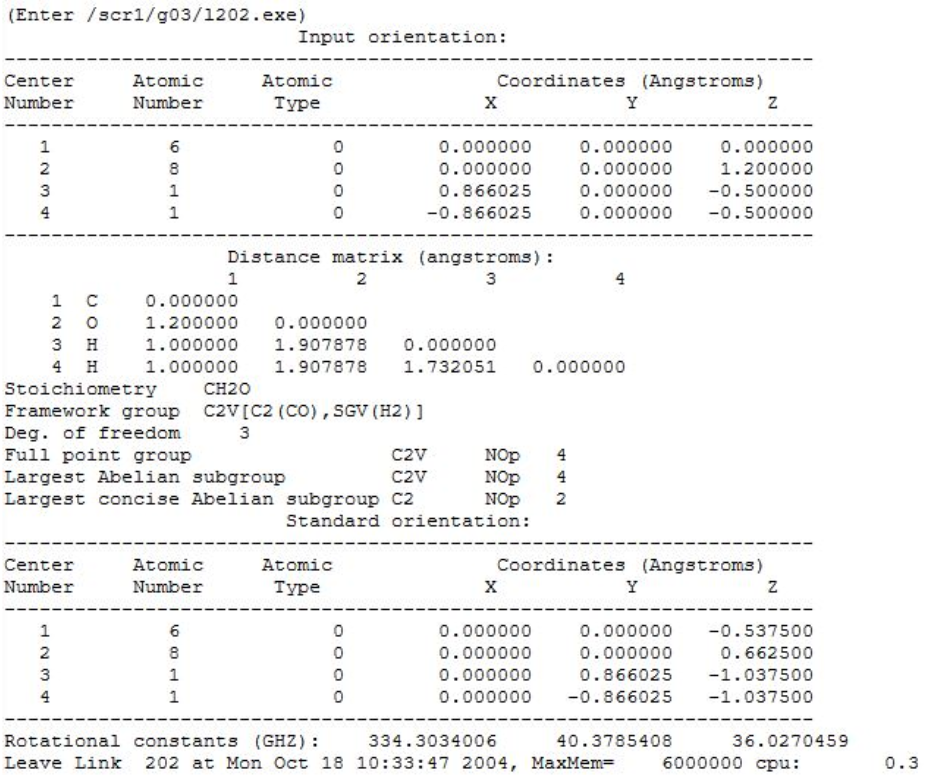 (Enter /scr1/g03/l202.exe)
Input orientation:
---------------------------------------------------------------------
Center Atomic Atomic Coordinates (Angstroms)
Number Number Type X Y Z
---------------------------------------------------------------------
1 6 0 0.000000 0.000000 0.000000
2 8 0 0.000000 0.000000 1.200000
3 1 0 0.866025 0.000000 -0.500000
4 1 0 -0.866025 0.000000 -0.500000
---------------------------------------------------------------------
Distance matrix (angstroms):
1 2 3 4
1 C 0.000000
2 O 1.200000 0.000000
3 H 1.000000 1.907878 0.000000
4 H 1.000000 1.907878 1.732051 0.000000
Stoichiometry CH2O
Framework group C2V[C2(CO),SGV(H2)]
Deg. of freedom 3
Full point group C2V NOp 4
Largest Abelian subgroup C2V NOp 4
Largest concise Abelian subgroup C2 NOp 2
Standard orientation:
---------------------------------------------------------------------
Center Atomic Atomic Coordinates (Angstroms)
Number Number Type X Y Z
---------------------------------------------------------------------
1 6 0 0.000000 0.000000 -0.537500
2 8 0 0.000000 0.000000 0.662500
3 1 0 0.000000 0.866025 -1.037500
4 1 0 0.000000 -0.866025 -1.037500
---------------------------------------------------------------------
Rotational constants (GHZ): 334.3034006 40.3785408 36.0270459
Leave Link 202 at Mon Oct 18 10:33:47 2004, MaxMem= 6000000 cpu: 0.3